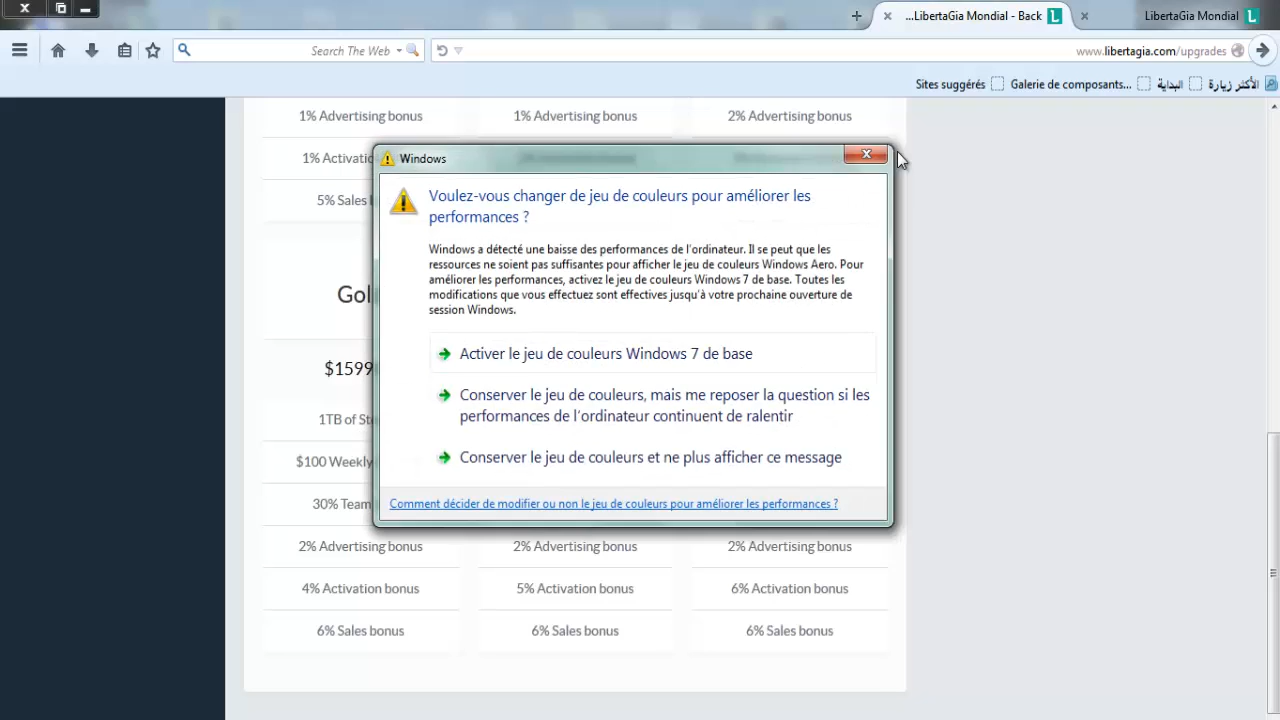 ...LibertaGia Mondial - Back
LibertaGia Mondial
Search The Web
www.libertagia.com/upgrades
Sites suggérés
Galerie de composants...
البداية
الأكثر زيارة
1% Advertising bonus
1% Advertising bonus
2% Advertising bonus
1%
5% Sales
Windows
Voulez-vous changer de jeu de couleurs pour améliorer les
performances ?
Windows a détecté une baisse des performances de l'ordinateur. Il se peut que les
ressources ne soient pas suffisantes pour afficher le jeu de couleurs Windows Aero. Pour
améliorer les performances, activez le jeu de couleurs Windows 7 de base. Toutes les
modifications que vous effectuez sont effectives jusqu'à votre prochaine ouverture de
session Windows.
Activer le jeu de couleurs Windows 7 de base
Conserver le jeu de couleurs, mais me reposer la question si les
performances de l'ordinateur continuent de ralentir
Conserver le jeu de couleurs et ne plus afficher ce message
Comment décider de modifier ou non le jeu de couleurs pour améliorer les performances ?
$1599
1TB of
$100 Weekly
30% Team
2% Advertising bonus
2% Advertising bonus
2% Advertising bonus
4% Activation bonus
5% Activation bonus
6% Activation bonus
6% Sales bonus
6% Sales bonus
6% Sales bonus